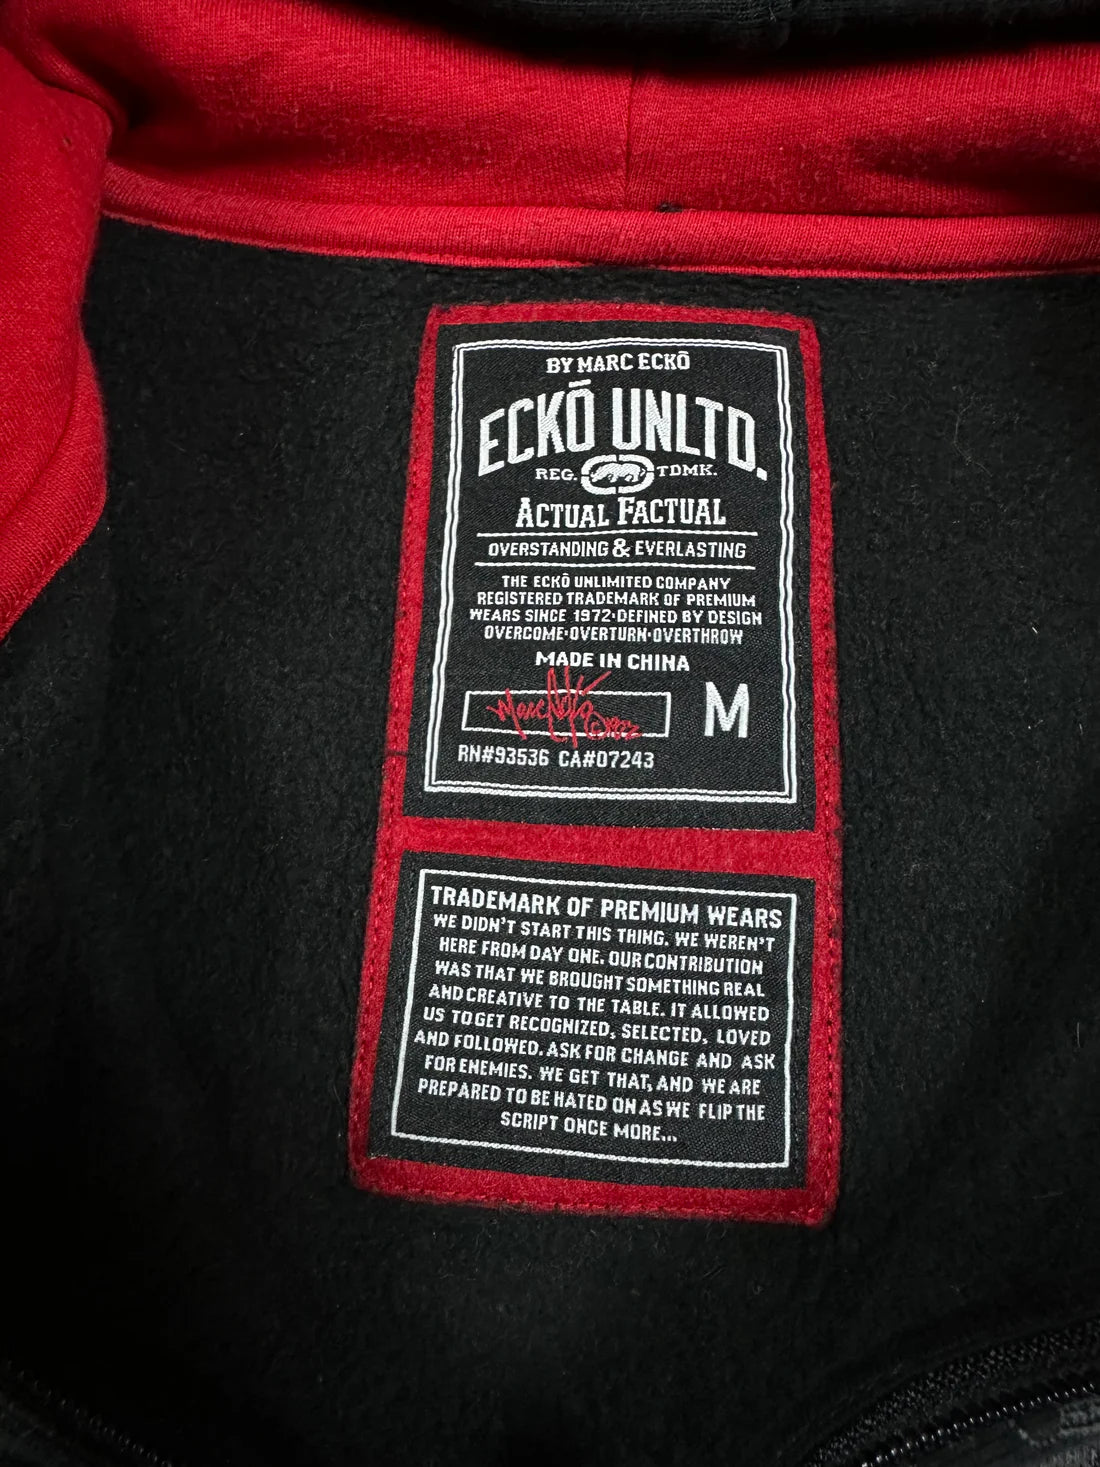 BY MARC ECKŌ
ECKŌ UNLTD.
REG. TDMK.
ACTUAL FACTUAL
OVERSTANDING & EVERLASTING
THE ECKŌ UNLIMITED COMPANY
REGISTERED TRADEMARK OF PREMIUM
WEARS SINCE 1972·DEFINED BY DESIGN
OVERCOME·OVERTURN·OVERTHROW
MADE IN CHINA
Marc Ecko ©1972 M
RN#93536 CA#07243
TRADEMARK OF PREMIUM WEARS
WE DIDN'T START THIS THING. WE WEREN'T
HERE FROM DAY ONE. OUR CONTRIBUTION
WAS THAT WE BROUGHT SOMETHING REAL
AND CREATIVE TO THE TABLE. IT ALLOWED
US TO GET RECOGNIZED, SELECTED, LOVED
AND FOLLOWED. ASK FOR CHANGE AND ASK
FOR ENEMIES. WE GET THAT, AND WE ARE
PREPARED TO BE HATED ON AS WE FLIP THE
SCRIPT ONCE MORE...